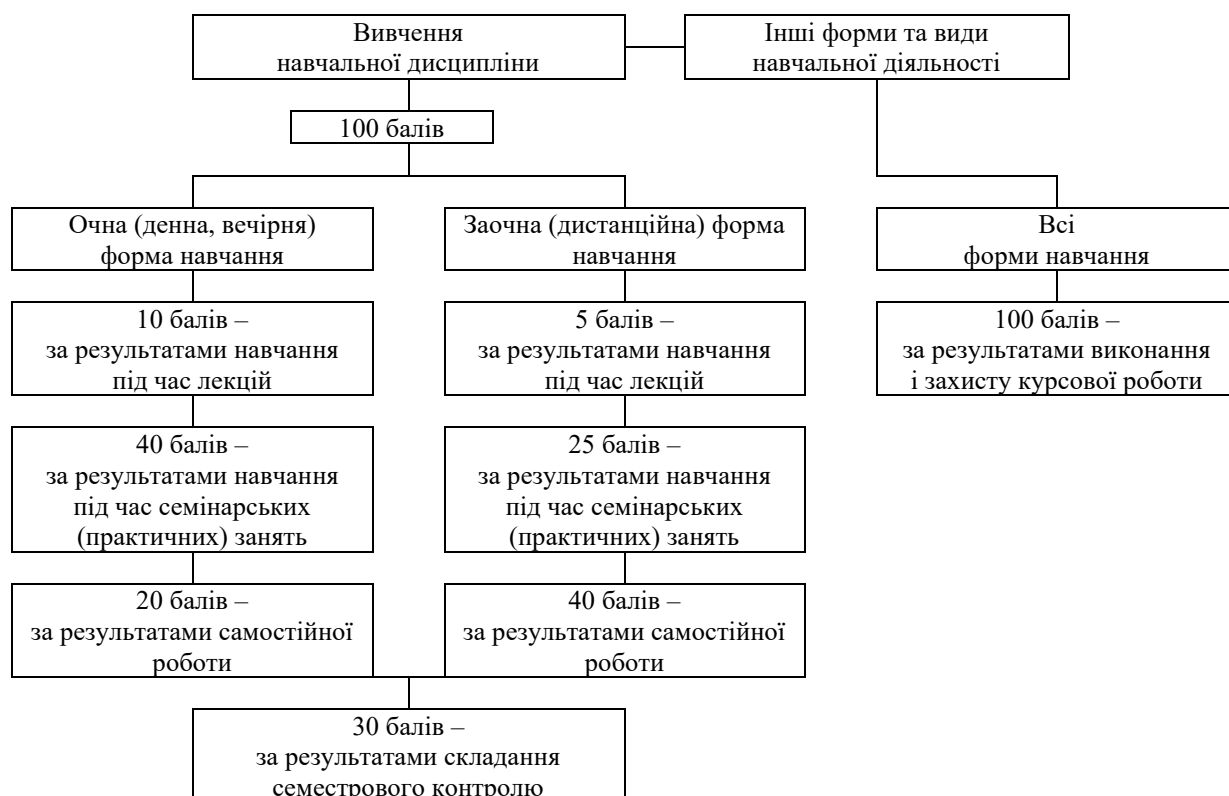 Вивчення
навчальної дисципліни
Інші форми та види
навчальної діяльності
100 балів
Очна (денна, вечірня)
форма навчання
Заочна (дистанційна) форма
навчання
Всі
форми навчання
10 балів –
за результатами навчання
під час лекцій
5 балів –
за результатами навчання
під час лекцій
100 балів –
за результатами виконання
і захисту курсової роботи
40 балів –
за результатами навчання
під час семінарських
(практичних) занять
25 балів –
за результатами навчання
під час семінарських
(практичних) занять
20 балів –
за результатами самостійної
роботи
40 балів –
за результатами самостійної
роботи
30 балів –
за результатами складання
семестрового контролю